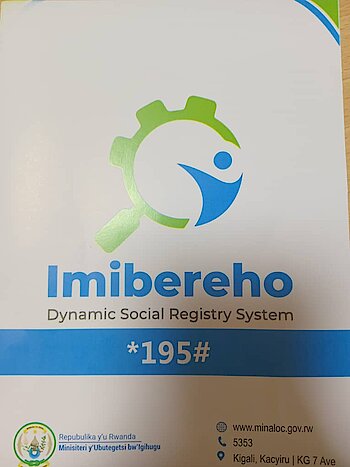 Imibereho
Dynamic Social Registry System
*195#
Republika y'u Rwanda
Minisiteri y'Ubutegetsi bw'Igihugu
www.minaloc.gov.rw
5353
Kigali, Kacyiru | KG 7 Ave